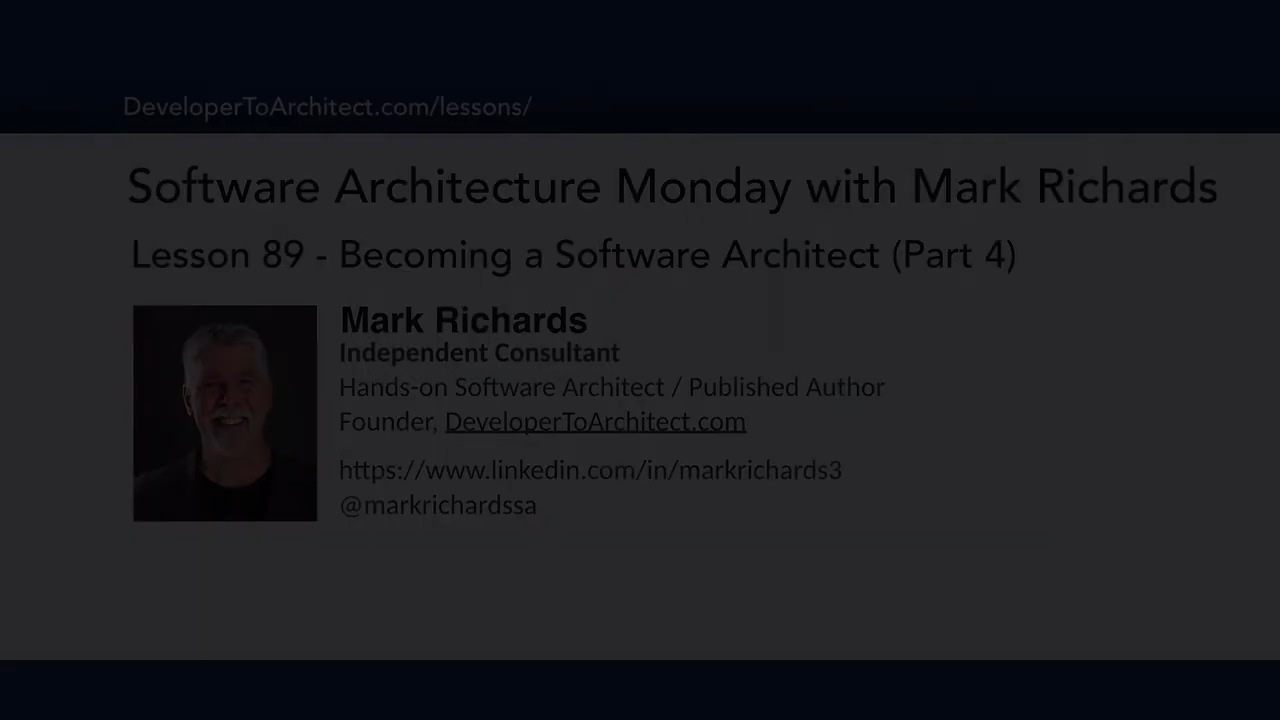 DeveloperToArchitect.com/lessons/
Software Architecture Monday with Mark Richards
Lesson 89 - Becoming a Software Architect (Part 4)
Mark Richards
Independent Consultant
Hands-on Software Architect / Published Author
Founder, DeveloperToArchitect.com
https://www.linkedin.com/in/markrichards3
@markrichardssa